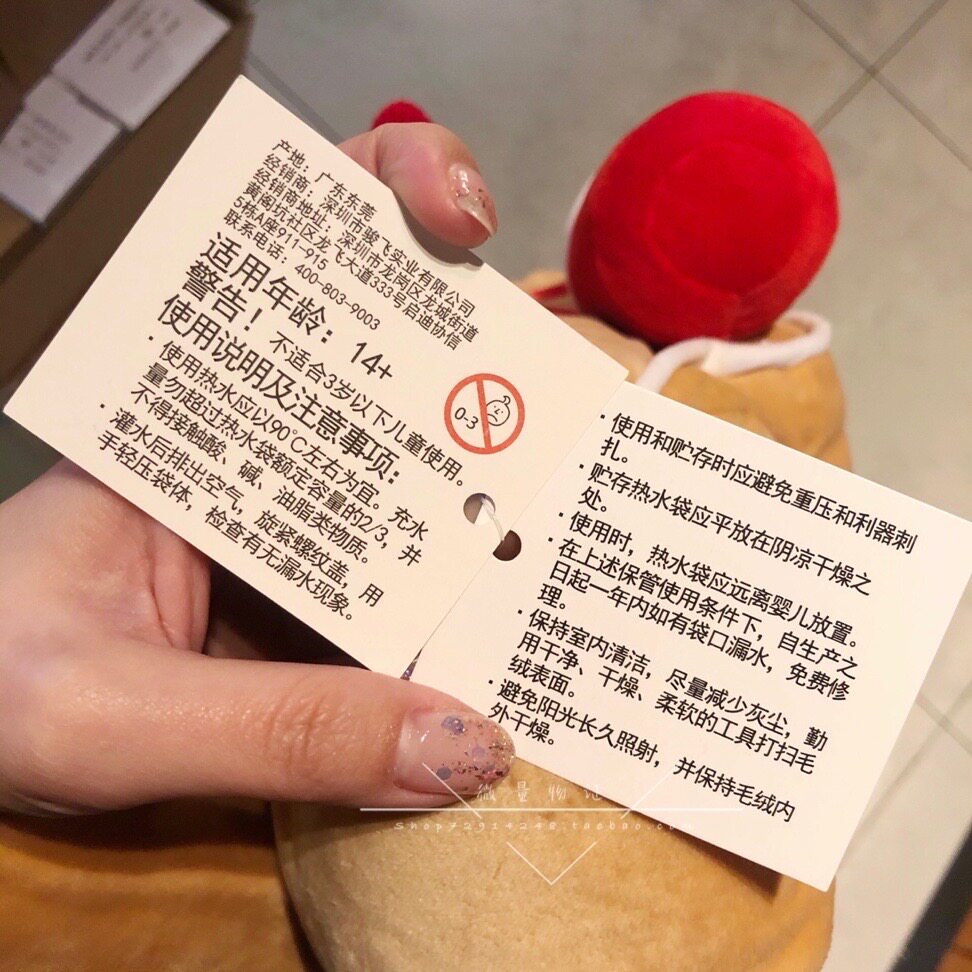 产地：广东东莞
经销商：深圳市骏飞实业有限公司
经销商地址：深圳市龙岗区龙城街道
黄阁坑社区龙飞大道333号启迪协信
5栋A座911-915
联系电话：400-803-9003
适用年龄：14+
警告！不适合3岁以下儿童使用。
0-3
使用说明及注意事项：
·使用热水应以90℃左右为宜。充水
量勿超过热水袋额定容量的2/3，并
不得接触酸、碱、油脂类物质。
·灌水后排出空气，旋紧螺纹盖，用
手轻压袋体，检查有无漏水现象。
·使用和贮存时应避免重压和利器刺
扎。
·贮存热水袋应平放在阴凉干燥之
处。
·使用时，热水袋应远离婴儿放置。
·在上述保管使用条件下，自生产之
日起一年内如有袋口漏水，免费修
理。
·保持室内清洁，尽量减少灰尘，勤
用干净、干燥、柔软的工具打扫毛
绒表面。
·避免阳光长久照射，并保持毛绒内
外干燥。
微量物记
Shop72914248.taobao.c